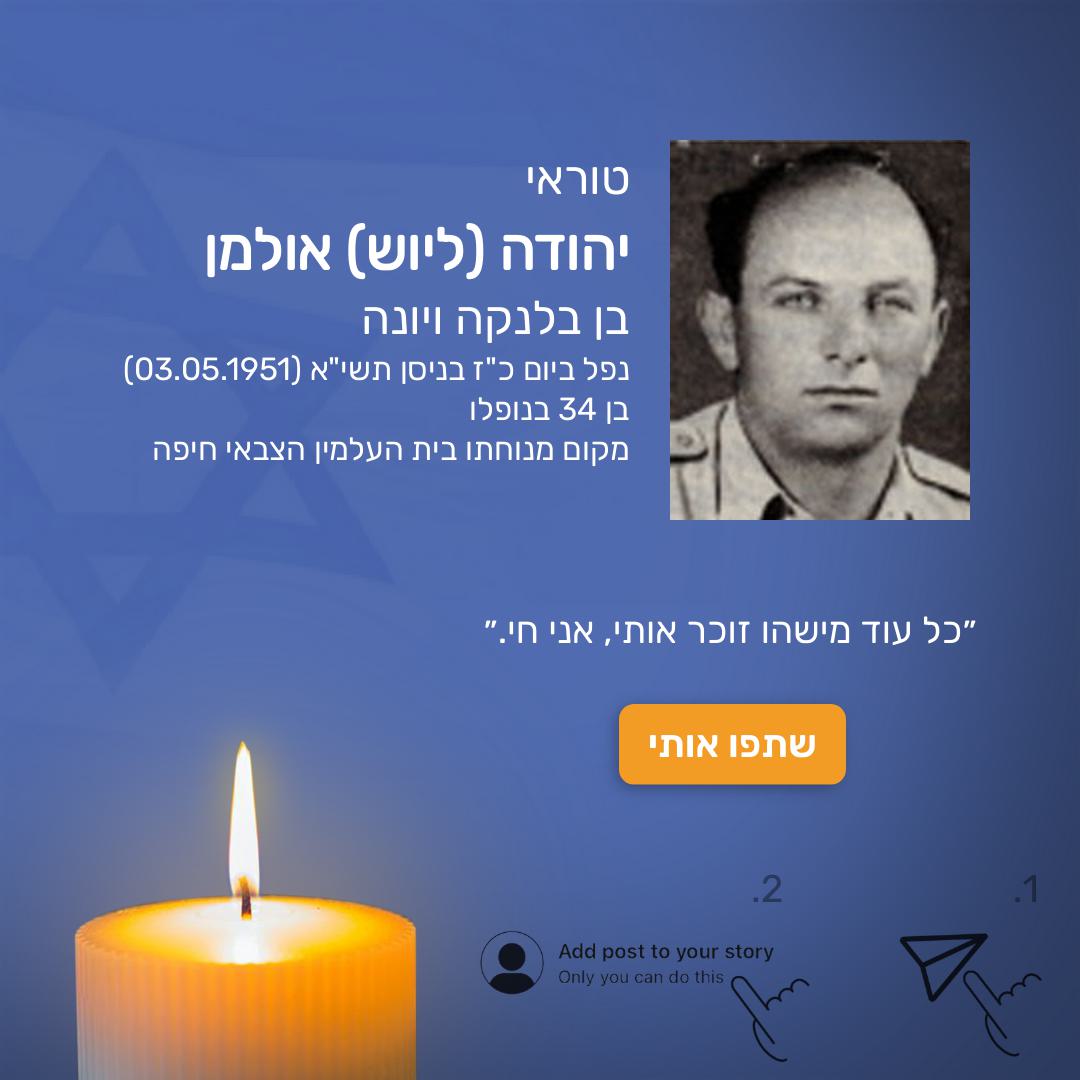 טוראי
יהודה (ליוש) אולמן
בן בלנקה ויונה
נפל ביום כ"ז בניסן תשי"א (03.05.1951)
בן 34 בנופלו
מקום מנוחתו בית העלמין הצבאי חיפה
״כל עוד מישהו זוכר אותי, אני חי.״
שתפו אותי
.1
.2
Add post to your story
Only you can do this